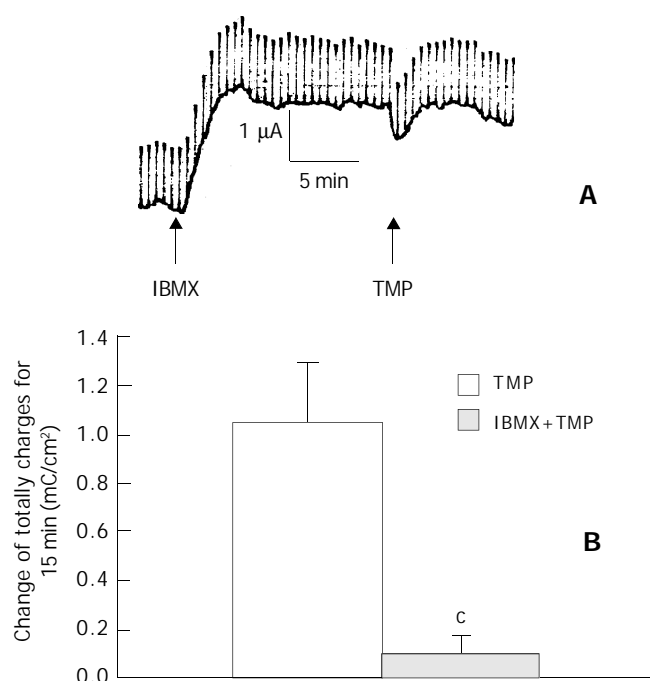 1 μA
5 min
A
IBMX
TMP
Change of totally charges for
15 min (mC/cm²)
1.4
1.2
1.0
0.8
0.6
0.4
0.2
0.0
TMP
IBMX+TMP
B
c